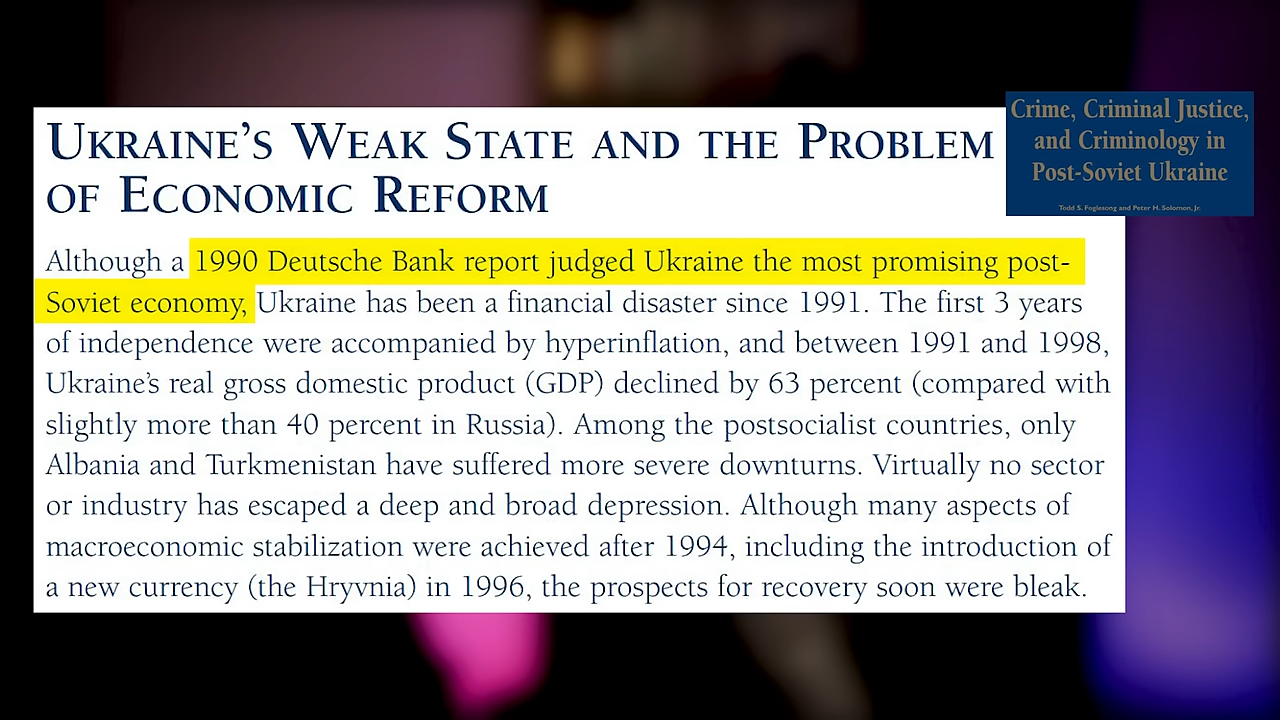 UKRAINE'S WEAK STATE AND THE PROBLEM
OF ECONOMIC REFORM
Although a 1990 Deutsche Bank report judged Ukraine the most promising post-
Soviet economy, Ukraine has been a financial disaster since 1991. The first 3 years
of independence were accompanied by hyperinflation, and between 1991 and 1998,
Ukraine's real gross domestic product (GDP) declined by 63 percent (compared with
slightly more than 40 percent in Russia). Among the postsocialist countries, only
Albania and Turkmenistan have suffered more severe downturns. Virtually no sector
or industry has escaped a deep and broad depression. Although many aspects of
macroeconomic stabilization were achieved after 1994, including the introduction of
a new currency (the Hryvnia) in 1996, the prospects for recovery soon were bleak.
Crime, Criminal Justice,
and Criminology in
Post-Soviet Ukraine
Todd S. Foglesong and Peter H. Solomon, Jr.